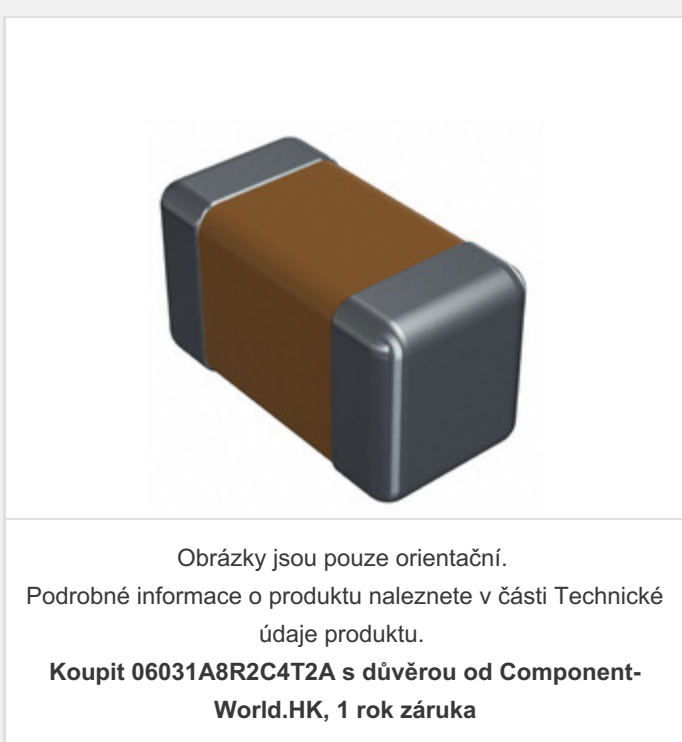 Obrázky jsou pouze orientační.
Podrobné informace o produktu naleznete v části Technické
údaje produktu.
Koupit 06031A8R2C4T2A s důvěrou od Component-
World.HK, 1 rok záruka